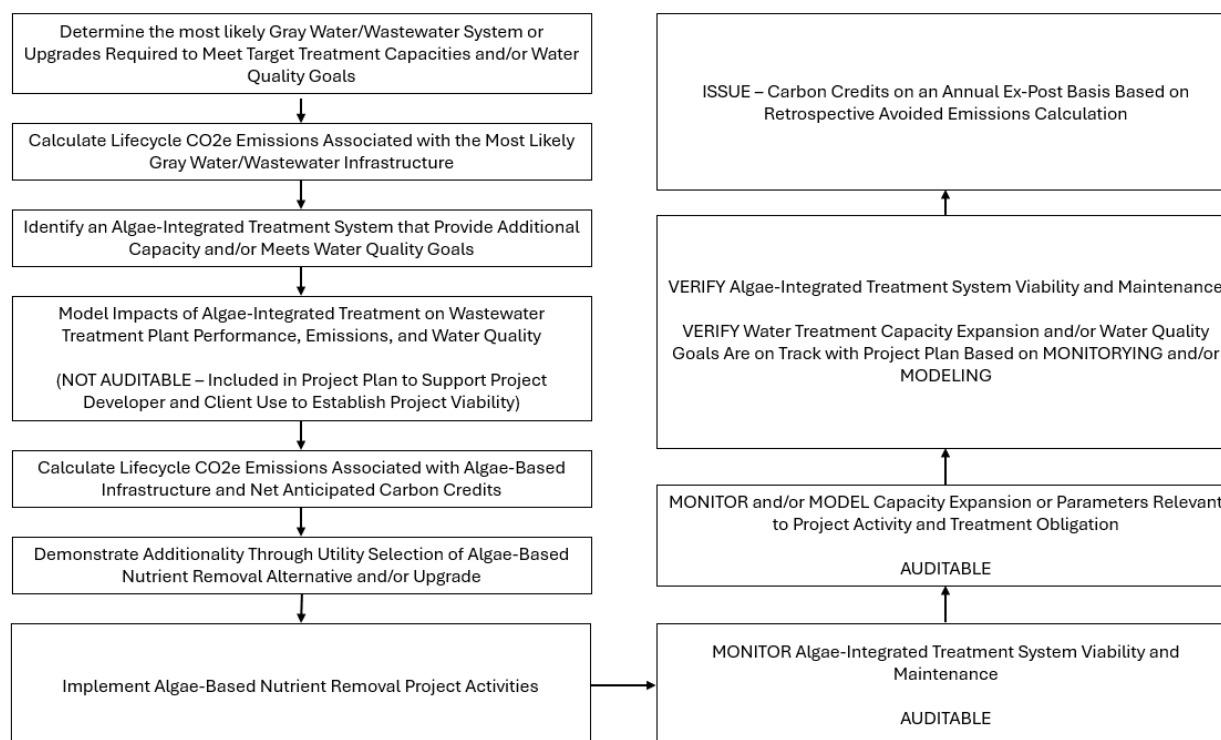 Determine the most likely Gray Water/Wastewater System or
Upgrades Required to Meet Target Treatment Capacities and/or Water
Quality Goals
Calculate Lifecycle CO2e Emissions Associated with the Most Likely
Gray Water/Wastewater Infrastructure
Identify an Algae-Integrated Treatment System that Provide Additional
Capacity and/or Meets Water Quality Goals
Model Impacts of Algae-Integrated Treatment on Wastewater
Treatment Plant Performance, Emissions, and Water Quality
(NOT AUDITABLE – Included in Project Plan to Support Project
Developer and Client Use to Establish Project Viability)
Calculate Lifecycle CO2e Emissions Associated with Algae-Based
Infrastructure and Net Anticipated Carbon Credits
Demonstrate Additionality Through Utility Selection of Algae-Based
Nutrient Removal Alternative and/or Upgrade
Implement Algae-Based Nutrient Removal Project Activities
MONITOR Algae-Integrated Treatment System Viability and
Maintenance
AUDITABLE
MONITOR and/or MODEL Capacity Expansion or Parameters Relevant
to Project Activity and Treatment Obligation
AUDITABLE
VERIFY Algae-Integrated Treatment System Viability and Maintenance
VERIFY Water Treatment Capacity Expansion and/or Water Quality
Goals Are on Track with Project Plan Based on MONITORYING and/or
MODELING
ISSUE – Carbon Credits on an Annual Ex-Post Basis Based on
Retrospective Avoided Emissions Calculation